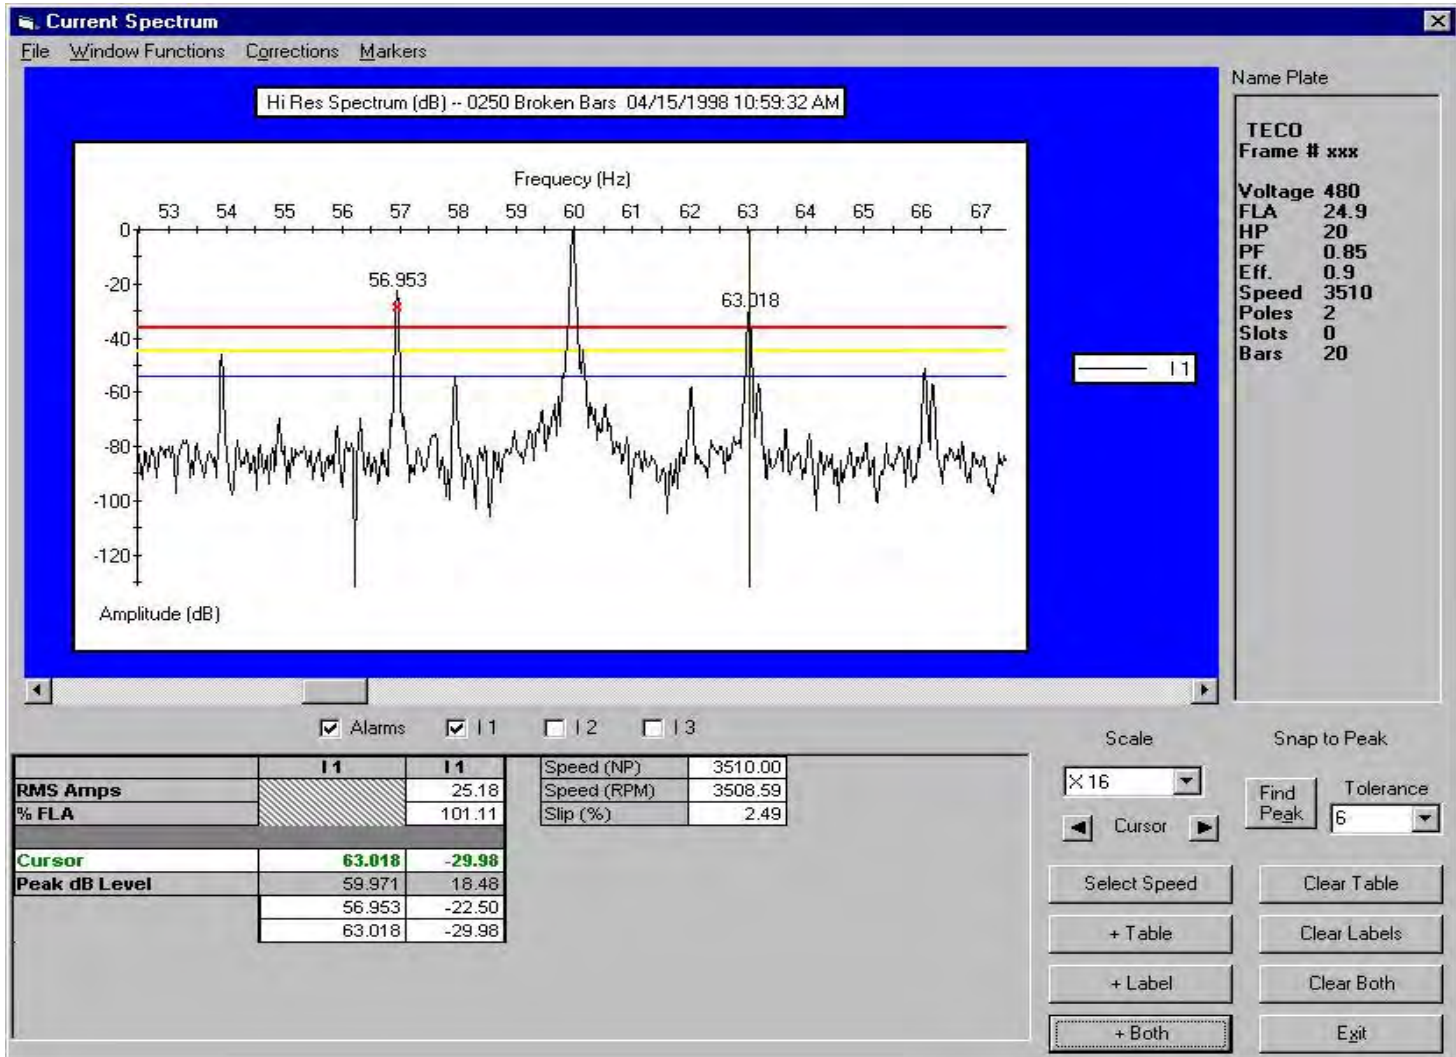 Current Spectrum
File Window Functions Corrections Markers
Hi Res Spectrum (dB) -- 0250 Broken Bars 04/15/1998 10:59:32 AM
Frequecy (Hz)
53 54 55 56 57 58 59 60 61 62 63 64 65 66 67
0
-20
-40
-60
-80
-100
-120
56.953
63.018
Amplitude (dB)
I 1
Name Plate
TECO
Frame # xxx
Voltage 480
FLA 24.9
HP 20
PF 0.85
Eff. 0.9
Speed 3510
Poles 2
Slots 0
Bars 20
Alarms I 1 I 2 I 3
I 1 I 1
RMS Amps 25.18
% FLA 101.11
Cursor 63.018 -29.98
Peak dB Level 59.971 18.48
56.953 -22.50
63.018 -29.98
Speed (NP) 3510.00
Speed (RPM) 3508.59
Slip (%) 2.49
Scale
X 16
Cursor
Snap to Peak
Find Peak
Tolerance
6
Select Speed Clear Table
+ Table Clear Labels
+ Label Clear Both
+ Both Exit